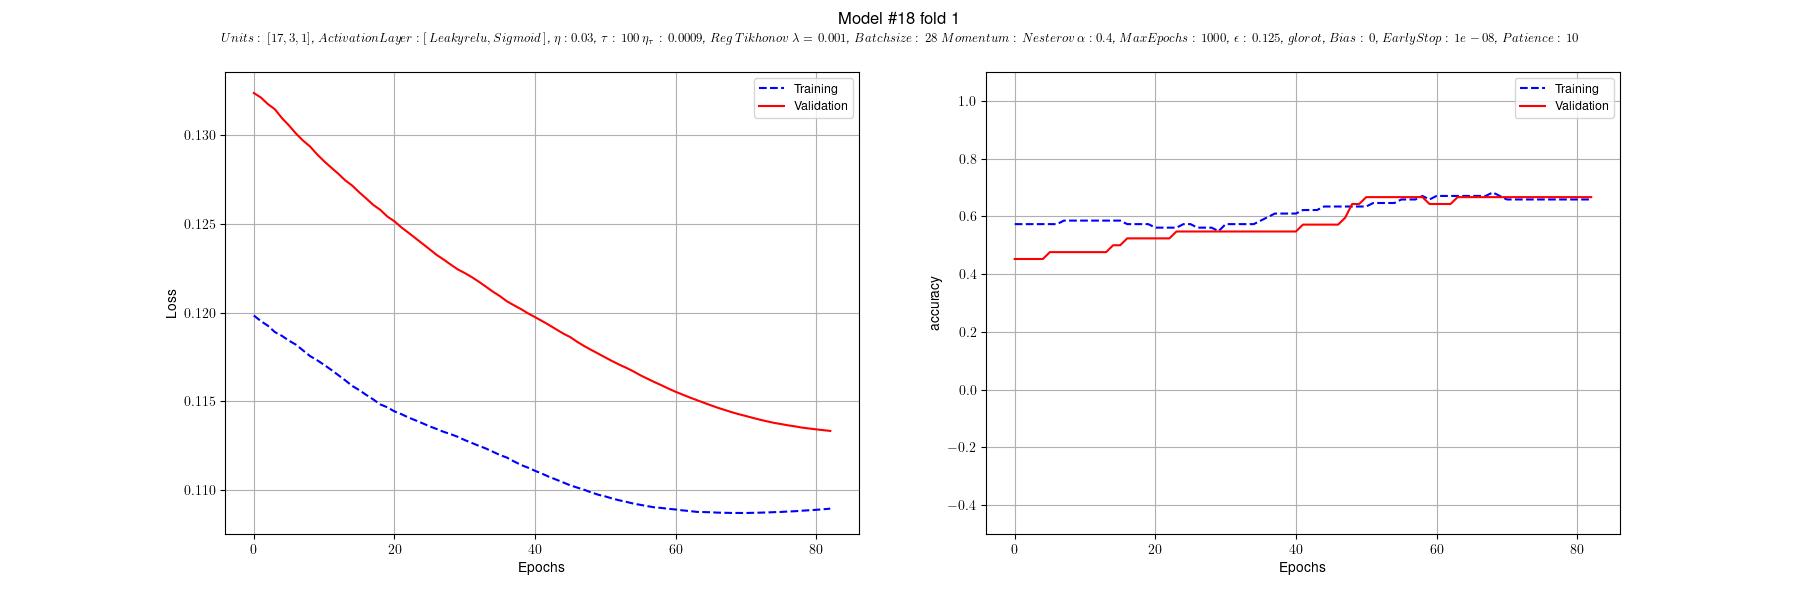 Model #18 fold 1
Units : [17, 3, 1], ActivationLayer : [ Leakyrelu, Sigmoid ], η : 0.03, τ : 100 η_τ : 0.0009, Reg Tikhonov λ = 0.001, Batchsize : 28 Momentum : Nesterov α : 0.4, MaxEpochs : 1000, ϵ : 0.125, glorot, Bias : 0, EarlyStop : 1e − 08, Patience : 10
Training
Validation
0.130
0.125
0.120
0.115
0.110
Loss
0
20
40
60
80
Epochs
Training
Validation
1.0
0.8
0.6
0.4
0.2
0.0
−0.2
−0.4
accuracy
0
20
40
60
80
Epochs